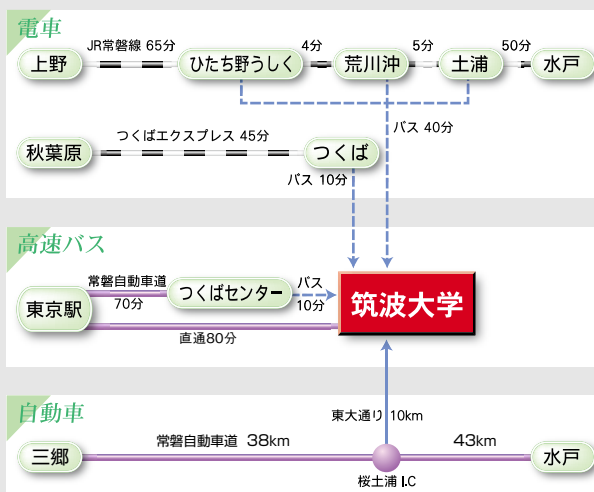 電車
JR常磐線 65分
4分
5分
50分
上野
ひたち野うしく
荒川沖
土浦
水戸
バス 40分
つくばエクスプレス 45分
秋葉原
つくば
バス 10分
高速バス
常磐自動車道
70分
つくばセンター
バス
10分
東京駅
直通80分
筑波大学
自動車
東大通り 10km
常磐自動車道 38km
43km
三郷
水戸
桜土浦 I.C